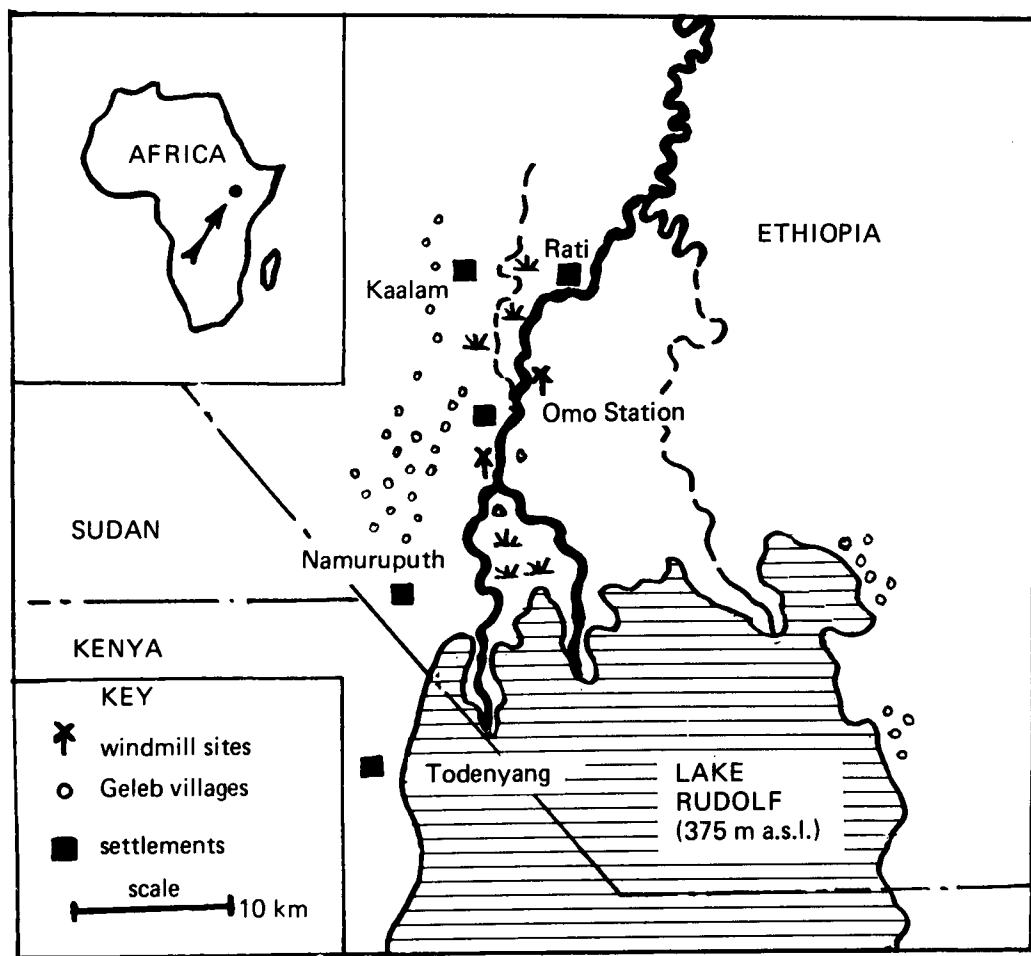 AFRICA
ETHIOPIA
Rati
Kaalam
Omo Station
SUDAN
Namuruputh
KENYA
KEY
windmill sites
Geleb villages
settlements
scale
10 km
Todenyang
LAKE
RUDOLF
(375 m a.s.l.)